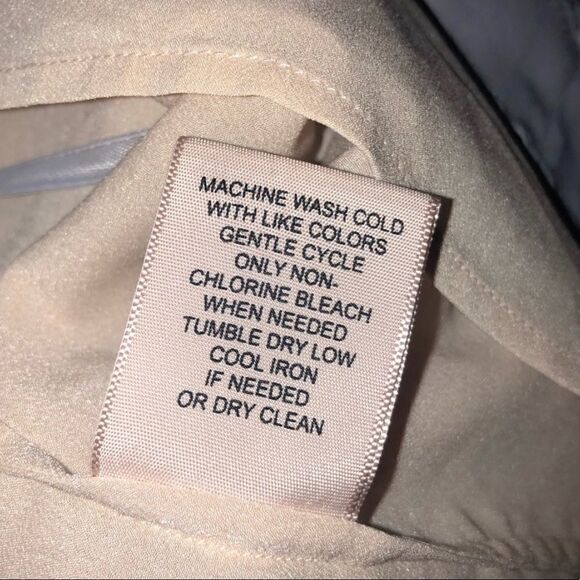 MACHINE WASH COLD
WITH LIKE COLORS
GENTLE CYCLE
ONLY NON-
CHLORINE BLEACH
WHEN NEEDED
TUMBLE DRY LOW
COOL IRON
IF NEEDED
OR DRY CLEAN